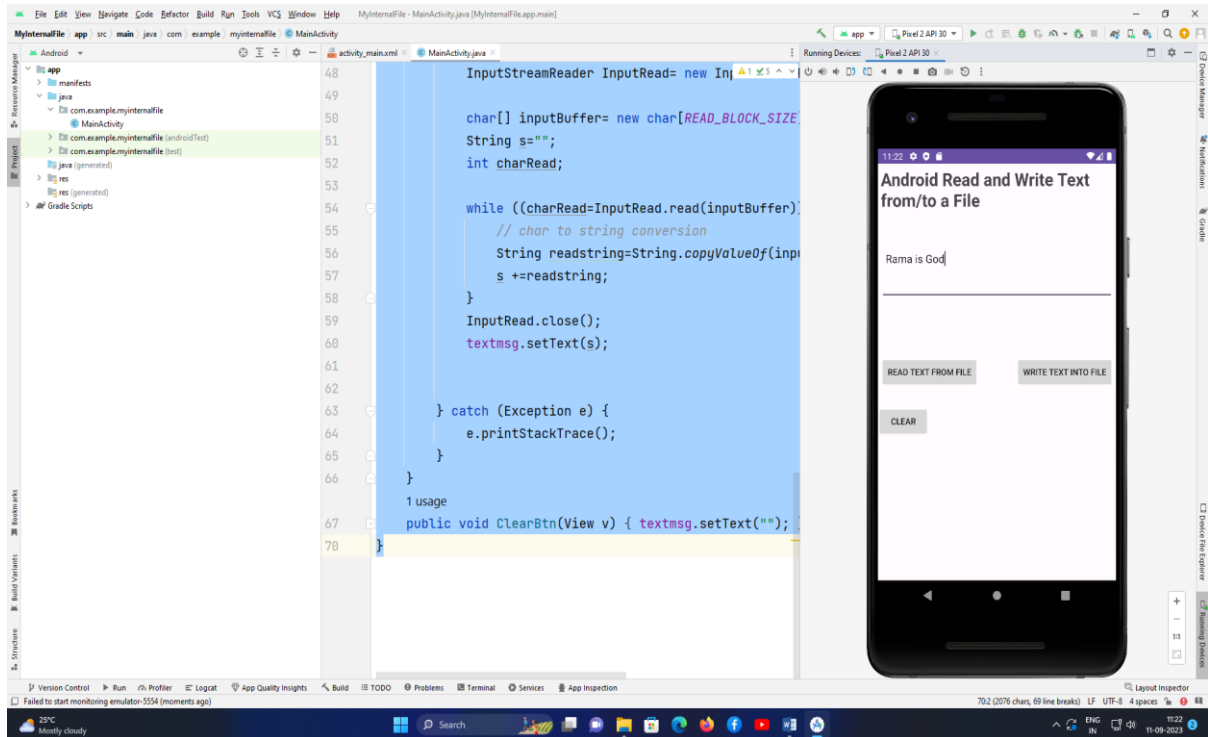 File Edit View Navigate Code Refactor Build Run Tools VCS Window Help MyInternalFile - MainActivity.java [MyInternalFile.app.main]
MyInternalFile app src main java com example myinternalfile MainActivity
app Pixel 2 API 30
Android
activity_main.xml MainActivity.java
Running Devices: Pixel 2 API 30
app
manifests
java
com.example.myinternalfile
MainActivity
com.example.myinternalfile (androidTest)
com.example.myinternalfile (test)
java (generated)
res
res (generated)
Gradle Scripts
48 InputStreamReader InputRead= new Inp
1 5
49
50 char[] inputBuffer= new char[READ_BLOCK_SIZE]
51 String s="";
52 int charRead;
53
54 while ((charRead=InputRead.read(inputBuffer))
55 // char to string conversion
56 String readstring=String.copyValueOf(inpu
57 s +=readstring;
58 }
59 InputRead.close();
60 textmsg.setText(s);
61
62
63 } catch (Exception e) {
64 e.printStackTrace();
65 }
66 }
1 usage
67 public void ClearBtn(View v) { textmsg.setText(""); }
70 }
11:22
Android Read and Write Text
from/to a File
Rama is God
READ TEXT FROM FILE WRITE TEXT INTO FILE
CLEAR
1:1
Resource Manager
Project
Bookmarks
Build Variants
Structure
Device Manager
Notifications
Gradle
Device File Explorer
Running Devices
Version Control Run Profiler Logcat App Quality Insights Build TODO Problems Terminal Services App Inspection Layout Inspector
Failed to start monitoring emulator-5554 (moments ago) 70:2 (2076 chars, 69 line breaks) LF UTF-8 4 spaces
25°C
Mostly cloudy
Search
ENG
IN
11:22
11-09-2023